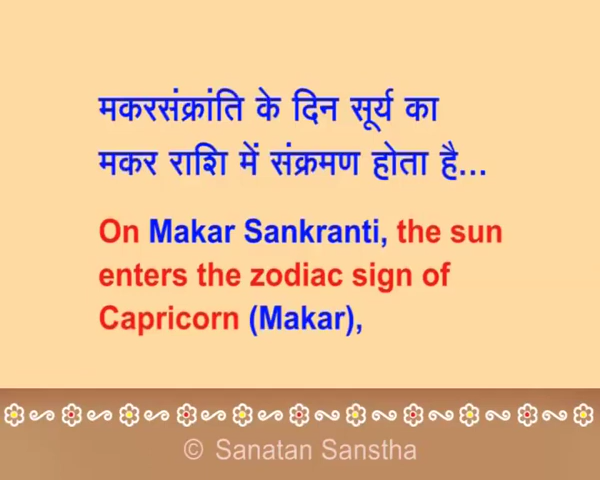 मकरसंक्रांति के दिन सूर्य का
मकर राशि में संक्रमण होता है...
On Makar Sankranti, the sun
enters the zodiac sign of
Capricorn (Makar),
© Sanatan Sanstha